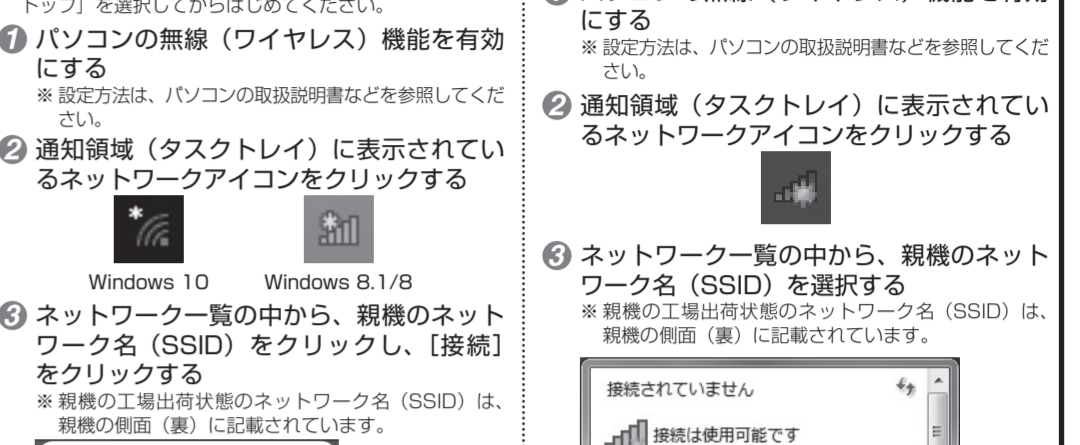 トップ」を選択してからはじめてください。
❶ パソコンの無線（ワイヤレス）機能を有効
にする
※ 設定方法は、パソコンの取扱説明書などを参照してくだ
さい。
❷ 通知領域（タスクトレイ）に表示されてい
るネットワークアイコンをクリックする
Windows 10 Windows 8.1/8
❸ ネットワーク一覧の中から、親機のネット
ワーク名（SSID）をクリックし、［接続］
をクリックする
※ 親機の工場出荷状態のネットワーク名（SSID）は、
親機の側面（裏）に記載されています。
にする
※ 設定方法は、パソコンの取扱説明書などを参照してくだ
さい。
❷ 通知領域（タスクトレイ）に表示されてい
るネットワークアイコンをクリックする
❸ ネットワーク一覧の中から、親機のネット
ワーク名（SSID）を選択する
※ 親機の工場出荷状態のネットワーク名（SSID）は、
親機の側面（裏）に記載されています。
接続されていません
接続は使用可能です